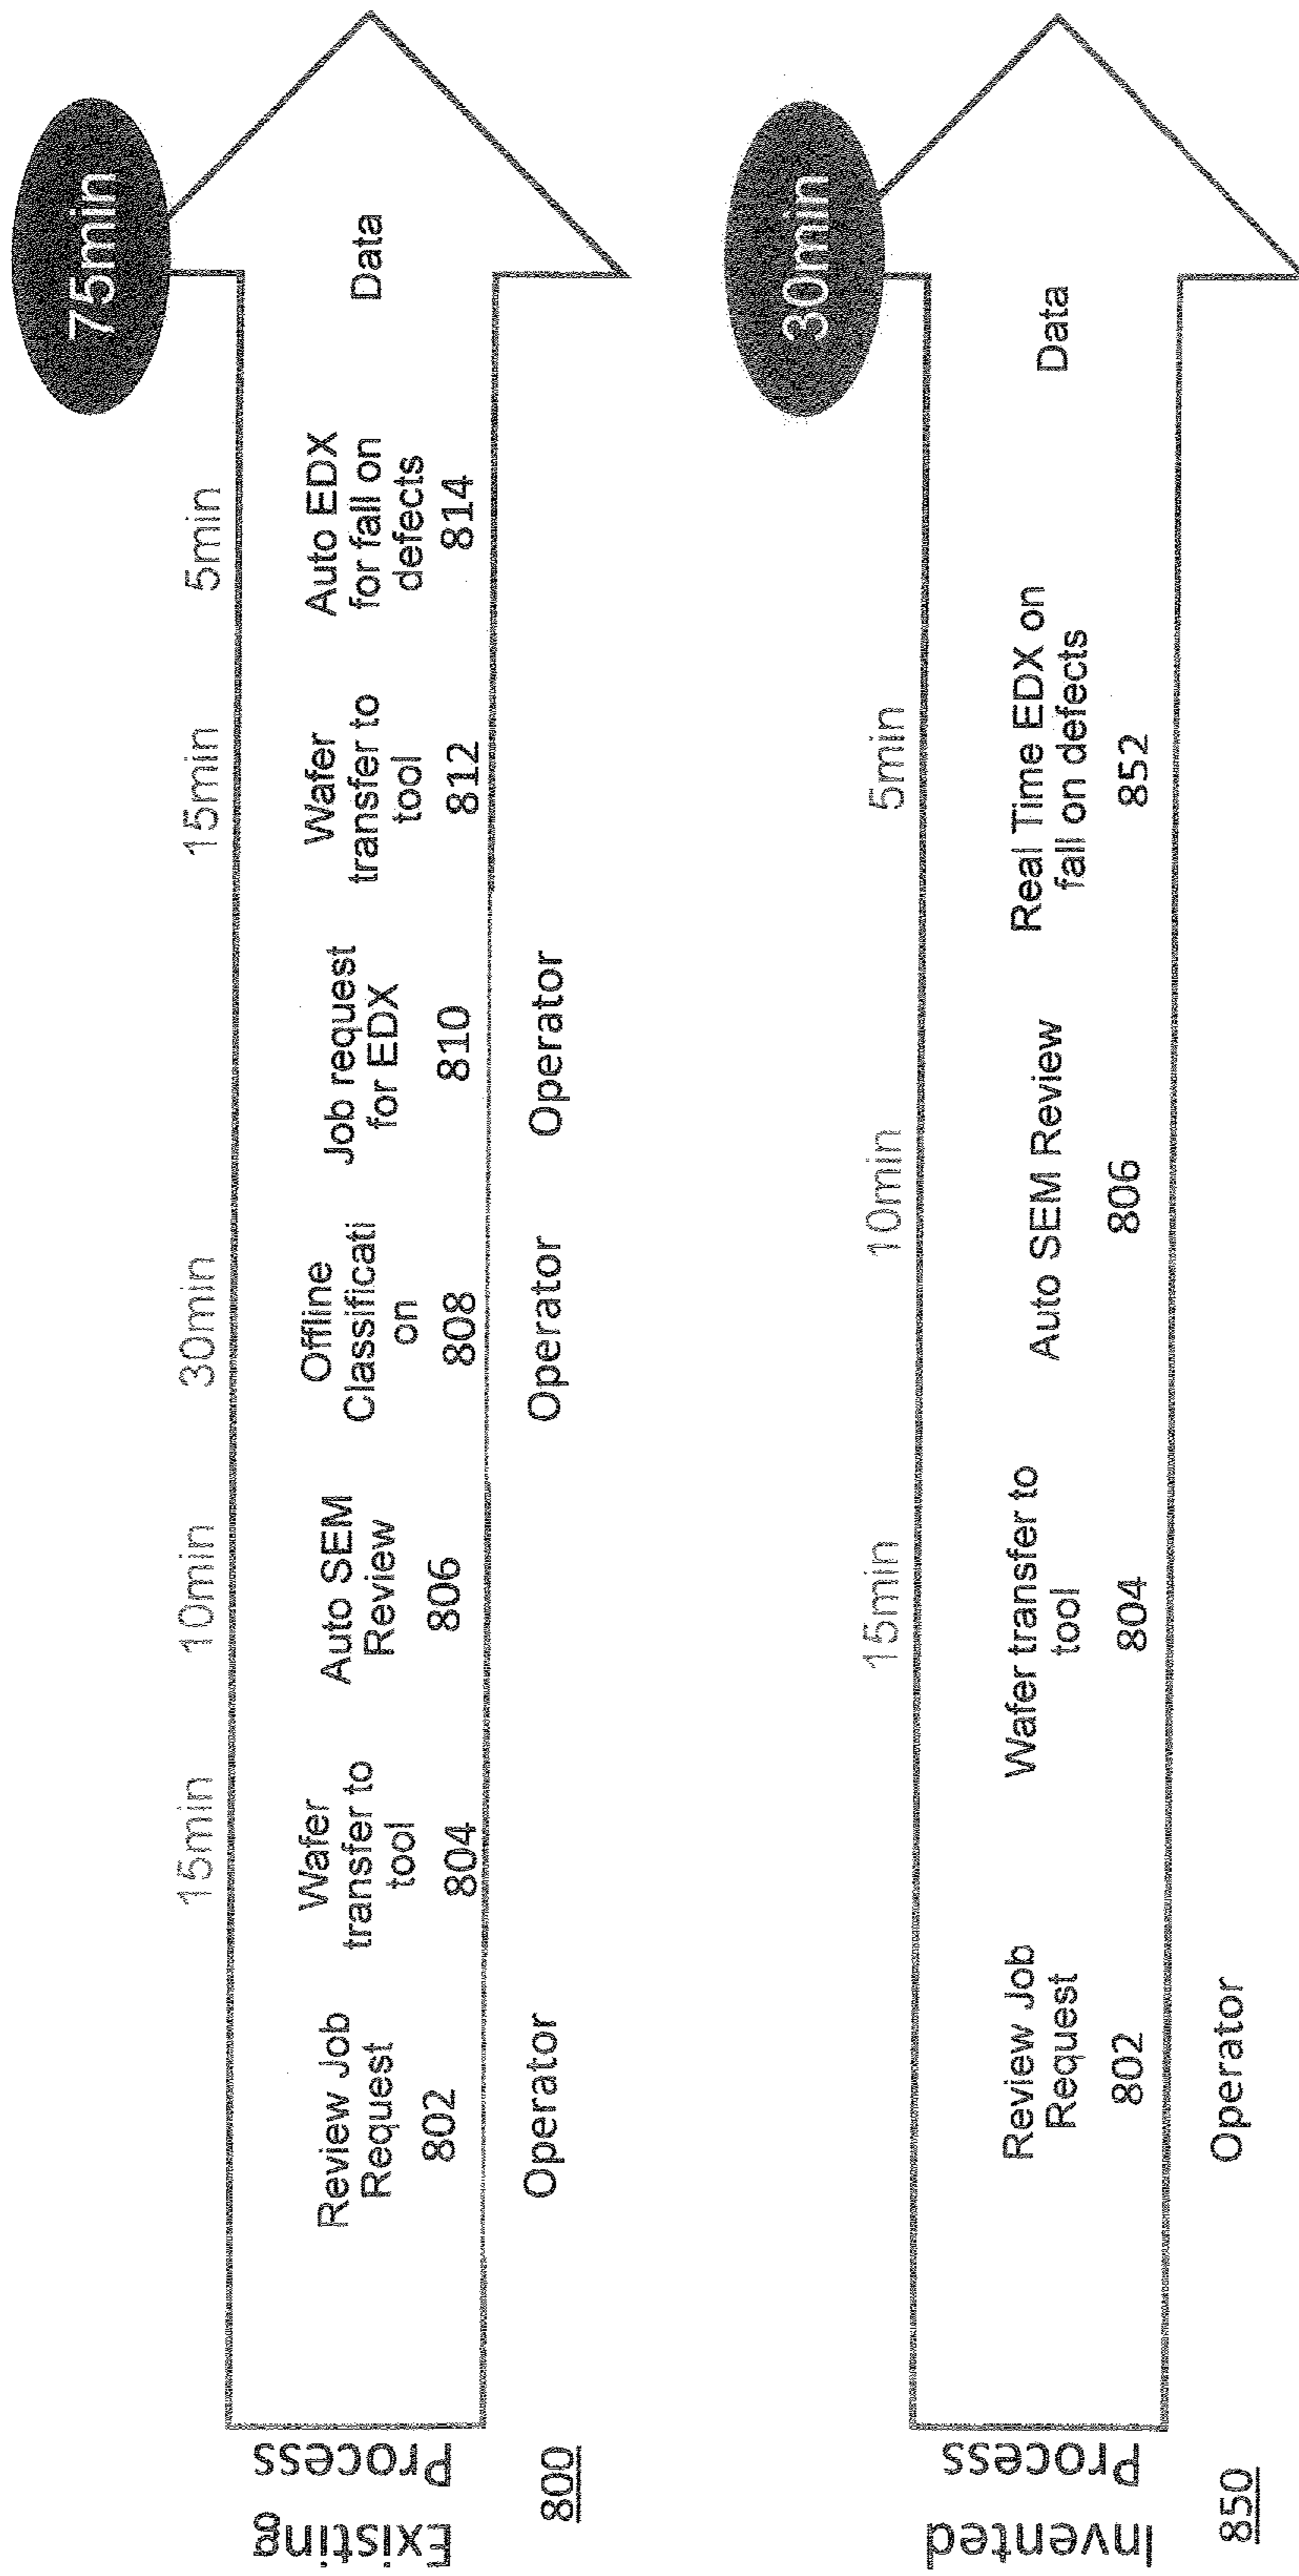 Existing
Process
800
75min
15min
10min
30min
15min
5min
Review Job
Request
802
Wafer
transfer to
tool
804
Auto SEM
Review
806
Offline
Classificati
on
808
Job request
for EDX
810
Wafer
transfer to
tool
812
Auto EDX
for fall on
defects
814
Data
Operator
Operator
Operator
Invented
Process
850
30min
15min
10min
5min
Review Job
Request
802
Wafer transfer to
tool
804
Auto SEM Review
806
Real Time EDX on
fall on defects
852
Data
Operator